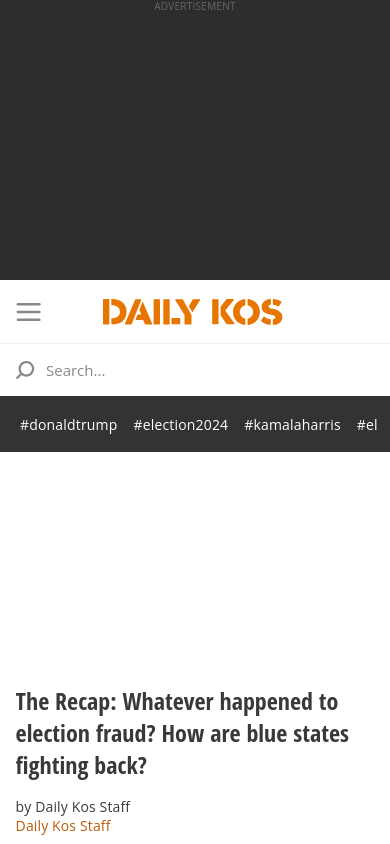 ADVERTISEMENT
DAILY KOS
Search...
#donaldtrump #election2024 #kamalaharris #el
The Recap: Whatever happened to
election fraud? How are blue states
fighting back?
by Daily Kos Staff
Daily Kos Staff